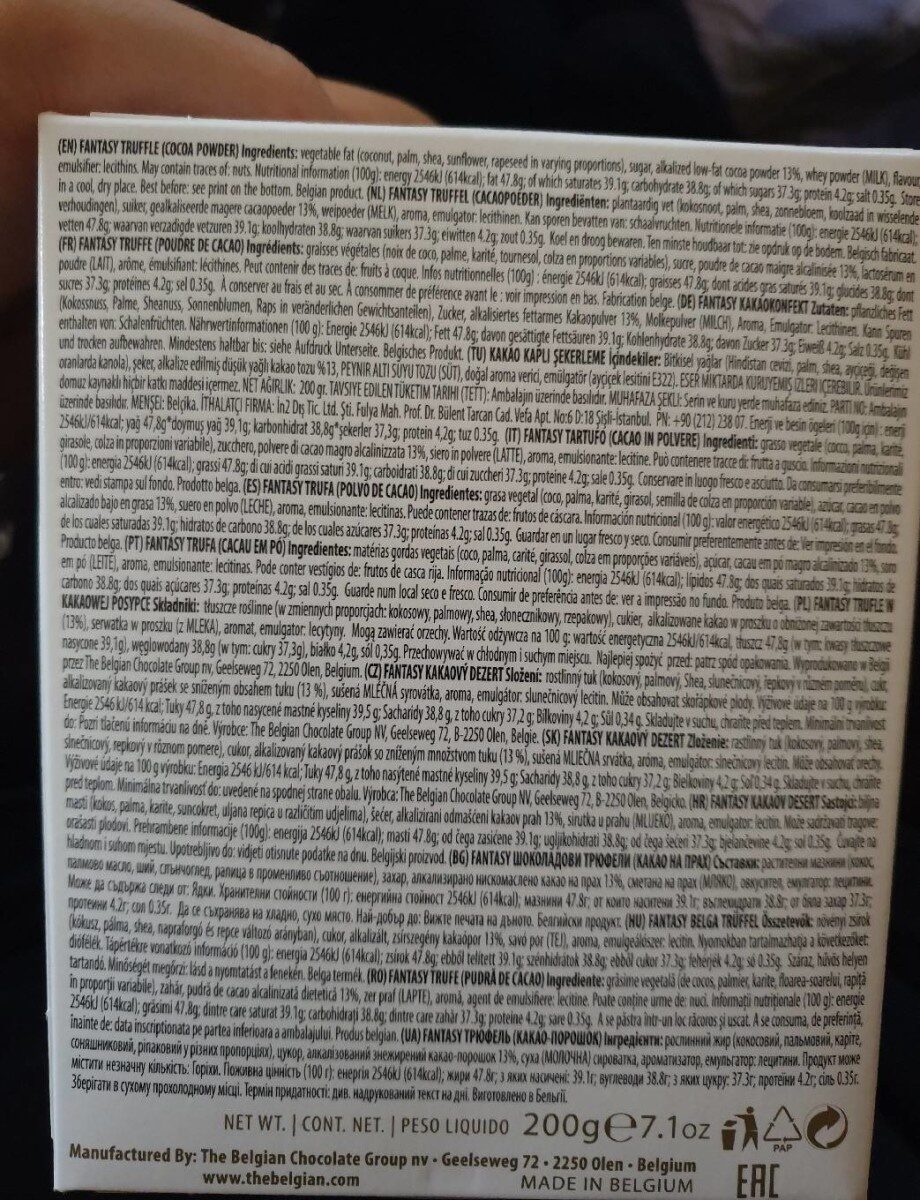 (EN) FANTASY TRUFFLE (COCOA POWDER) Ingredients: vegetable fat (coconut, palm, shea, sunflower, rapeseed in varying proportions), sugar, alkalized low-fat cocoa powder 13%, whey powder (MILK), flavour
emulsifier: lecithins. May contain traces of: nuts. Nutritional information (100g): energy 2546kJ (614kcal); fat 47.8g; of which saturates 39.1g; carbohydrate 38.8g; of which sugars 37.3g; protein 4.2g; salt 0.35g. Store
in a cool, dry place. Best before: see print on the bottom. Belgian product. (NL) FANTASY TRUFFEL (CACAOPOEDER) Ingrediënten: plantaardig vet (kokosnoot, palm, shea, zonnebloem, koolzaad in wisselende
verhoudingen), suiker, gealkaliseerde magere cacaopoeder 13%, weipoeder (MELK), aroma, emulgator: lecithinen. Kan sporen bevatten van: schaalvruchten. Nutritionele informatie (100g): energie 2546kJ (614kcal);
vetten 47.8g; waarvan verzadigde vetzuren 39.1g; koolhydraten 38.8g; waarvan suikers 37.3g; eiwitten 4.2g; zout 0.35g. Koel en droog bewaren. Ten minste houdbaar tot: zie opdruk op de bodem. Belgisch fabricaat.
(FR) FANTASY TRUFFE (POUDRE DE CACAO) Ingrédients: graisses végétales (noix de coco, palme, karité, tournesol, colza en proportions variables), sucre, poudre de cacao maigre alcalinisée 13%, lactosérum en
poudre (LAIT), arôme, émulsifiant: lécithines. Peut contenir des traces de: fruits à coque. Infos nutritionnelles (100g) : énergie 2546kJ (614kcal); graisses 47.8g; dont acides gras saturés 39.1g; glucides 38.8g; dont
sucres 37.3g; protéines 4.2g; sel 0.35g. À conserver au frais et au sec. À consommer de préférence avant le : voir impression en bas. Fabrication belge. (DE) FANTASY KAKAOKONFEKT Zutaten: pflanzliches Fett
(Kokosnuss, Palme, Sheanuss, Sonnenblumen, Raps in veränderlichen Gewichtsanteilen), Zucker, alkalisiertes fettarmes Kakaopulver 13%, Molkepulver (MILCH), Aroma, Emulgator: Lecithinen. Kann Spuren
enthalten von: Schalenfrüchten. Nährwertinformationen (100 g): Energie 2546kJ (614kcal); Fett 47.8g; davon gesättigte Fettsäuren 39.1g; Kohlenhydrate 38.8g; davon Zucker 37.3g; Eiweiß 4.2g; Salz 0.35g. Kühl
und trocken aufbewahren. Mindestens haltbar bis: siehe Aufdruck Unterseite. Belgisches Produkt. (TU) KAKAO KAPLI ŞEKERLEME İçindekiler: Bitkisel yağlar (Hindistan cevizi, palm, shea, ayçiçeği, değişen
oranlarda kanola), şeker, alkalize edilmiş düşük yağlı kakao tozu %13, PEYNİR ALTI SUYU TOZU (SÜT), doğal aroma verici, emülgatör (ayçiçek lesitini E322). ESER MİKTARDA KURUYEMİŞ İZLERİ İÇEREBİLİR. Ürünlerimiz
domuz kaynaklı hiçbir katkı maddesi içermez. NET AĞIRLIK: 200 gr. TAVSİYE EDİLEN TÜKETİM TARİHİ (TETT): Ambalajın üzerinde basılıdır. MUHAFAZA ŞEKLİ: Serin ve kuru yerde muhafaza ediniz. PARTİ NO: Ambalajın
üzerinde basılıdır. MENŞEİ: Belçika. İTHALATÇI FIRMA: İn2 Dış Tic. Ltd. Şti. Fulya Mah. Prof. Dr. Bülent Tarcan Cad. Vefa Apt. No:6 D:18 Şişli-İstanbul. PN: +90 (212) 238 07. Enerji ve besin ögeleri (100g için) : enerji
2546kJ/614kcal; yağ 47,8g*doymuş yağ 39,1g; karbonhidrat 38,8g*şekerler 37,3g; protein 4,2g; tuz 0.35g. (IT) FANTASY TARTUFO (CACAO IN POLVERE) Ingredienti: grasso vegetale (cocco, palma, karité,
girasole, colza in proporzioni variabile), zucchero, polvere di cacao magro alcalinizzata 13%, siero in polvere (LATTE), aroma, emulsionante: lecitine. Può contenere tracce di: frutta a guscio. Informazioni nutrizionali
(100 g): energia 2546kJ (614kcal); grassi 47.8g; di cui acidi grassi saturi 39.1g; carboidrati 38.8g; di cui zuccheri 37.3g; proteine 4.2g; sale 0.35g. Conservare in luogo fresco e asciutto. Da consumarsi preferibilmente
entro: vedi stampa sul fondo. Prodotto belga. (ES) FANTASY TRUFA (POLVO DE CACAO) Ingredientes: grasa vegetal (coco, palma, karité, girasol, semilla de colza en proporción variable), azúcar, cacao en polvo
alcalizado bajo en grasa 13%, suero en polvo (LECHE), aroma, emulsionante: lecitinas. Puede contener trazas de: frutos de cáscara. Información nutricional (100 g): valor energético 2546kJ (614kcal); grasas 47.8g;
de los cuales saturadas 39.1g; hidratos de carbono 38.8g; de los cuales azúcares 37.3g; proteínas 4.2g; sal 0.35g. Guardar en un lugar fresco y seco. Consumir preferentemente antes de: Ver impresión en el fondo.
Producto belga. (PT) FANTASY TRUFA (CACAU EM PÓ) Ingredientes: matérias gordas vegetais (coco, palma, carité, girassol, colza em proporções variáveis), açúcar, cacau em pó magro alcalinizado 13%, soro
em pó (LEITE), aroma, emulsionante: lecitinas. Pode conter vestígios de: frutos de casca rija. Informação nutricional (100g): energia 2546kJ (614kcal); lípidos 47.8g; dos quais saturados 39.1g; hidratos de
carbono 38.8g; dos quais açúcares 37.3g; proteínas 4.2g; sal 0.35g. Guarde num local seco e fresco. Consumir de preferência antes de: ver a impressão no fundo. Produto belga. (PL) FANTASY TRUFLE W
KAKAOWEJ POSYPCE Składniki: tłuszcze roślinne (w zmiennych proporcjach: kokosowy, palmowy, shea, słonecznikowy, rzepakowy), cukier, alkalizowane kakao w proszku o obniżonej zawartości tłuszczu
(13%), serwatka w proszku (z MLEKA), aromat, emulgator: lecytyny. Mogą zawierać orzechy. Wartość odżywcza na 100 g: wartość energetyczna 2546kJ/614kcal, tłuszcz 47,8g (w tym: kwasy tłuszczowe
nasycone 39,1g), węglowodany 38,8g (w tym: cukry 37,3g), białko 4,2g, sól 0,35g. Przechowywać w chłodnym i suchym miejscu. Najlepiej spożyć przed: patrz spód opakowania. Wyprodukowano w Belgii
przez The Belgian Chocolate Group nv, Geelseweg 72, 2250 Olen, Belgium. (CZ) FANTASY KAKAOVÝ DEZERT Složení: rostlinný tuk (kokosový, palmový, Shea, slunečnicový, řepkový v různém poměru), cukr,
alkalizovaný kakaový prášek se sníženým obsahem tuku (13 %), sušená MLÉČNÁ syrovátka, aroma, emulgátor: slunečnicový lecitin. Může obsahovat skořápkové plody. Výživové údaje na 100 g výrobku:
Energie 2546 kJ/614 kcal; Tuky 47,8 g, z toho nasycené mastné kyseliny 39,5 g; Sacharidy 38,8 g, z toho cukry 37,2 g; Bílkoviny 4,2 g; Sůl 0,34 g. Skladujte v suchu, chraňte před teplem. Minimální trvanlivost
do: Pozri tlačenú informáciu na dne. Výrobce: The Belgian Chocolate Group NV, Geelseweg 72, B-2250 Olen, Belgie. (SK) FANTASY KAKAOVÝ DEZERT Zloženie: rastlinný tuk (kokosový, palmový, shea,
slnečnicový, repkový v rôznom pomere), cukor, alkalizovaný kakaový prášok so zníženým množstvom tuku (13 %), sušená MLIEČNA srvátka, aróma, emulgátor: slnečnicový lecitín. Môže obsahovať orechy.
Výživové údaje na 100 g výrobku: Energia 2546 kJ/614 kcal; Tuky 47,8 g, z toho nasýtené mastné kyseliny 39,5 g; Sacharidy 38,8 g, z toho cukry 37,2 g; Bielkoviny 4,2 g; Soľ 0,34 g. Skladujte v suchu, chráňte
pred teplom. Minimálna trvanlivosť do: uvedené na spodnej strane obalu. Výrobca: The Belgian Chocolate Group NV, Geelseweg 72, B-2250 Olen, Belgicko. (HR) FANTASY KAKAOV DESERT Sastojci: biljna
masti (kokos, palma, karite, suncokret, uljana repica u različitim udjelima), šećer, alkalizirani odmašćeni kakaov prah 13%, sirutka u prahu (MLIJEKO), aroma, emulgator: lecitin. Može sadržavati tragove:
orašasti plodovi. Prehrambene informacije (100g): energija 2546kJ (614kcal); masti 47.8g; od čega zasićene 39.1g; ugljikohidrati 38.8g; od čega šećeri 37.3g; bjelančevine 4.2g; sol 0.35g. Čuvajte na
hladnom i suhom mjestu. Upotrebljivo do: vidjeti otisnute podatke na dnu. Belgijski proizvod. (BG) FANTASY ШОКОЛАДОВИ ТРЮФЕЛИ (КАКАО НА ПРАХ) Съставки: растителни мазнини (кокос,
палмово масло, ший, слънчоглед, рапица в променливо съотношение), захар, алкализирано нискомаслено какао на прах 13%, сметана на прах (МЛЯКО), овкусител, емулгатор: лецитини.
Може да съдържа следи от: Ядки. Хранителни стойности (100 г): енергийна стойност 2546kJ (614kcal); мазнини 47.8г; от които наситени 39.1г; въглехидрати 38.8г; от бяла захар 37.3г;
протеини 4.2г; сол 0.35г. Да се съхранява на хладно, сухо място. Най-добър до: Вижте печата на дъното. Белгийски продукт. (HU) FANTASY BELGA TRÜFFEL Összetevők: növényi zsírok
(kókusz, pálma, shea, napraforgó és repce változó arányban), cukor, alkalizált, zsírszegény kakaópor 13%, savó por (TEJ), aroma, emulgeálószer: lecitin. Nyomokban tartalmazhatja a következőket:
diófélék. Tápértékre vonatkozó információ (100 g): energia 2546kJ (614kcal); zsírok 47.8g; ebből telített 39.1g; szénhidrátok 38.8g; ebből cukor 37.3g; fehérjék 4.2g; só 0.35g. Száraz, hűvös helyen
tartandó. Minőségét megőrzi: lásd a nyomtatást a fenekén. Belga termék. (RO) FANTASY TRUFE (PUDRĂ DE CACAO) Ingrediente: grăsime vegetală (de cocos, palmier, karite, floarea-soarelui, rapiță
în proporții variabile), zahăr, pudră de cacao alcalinizată dietetică 13%, zer praf (LAPTE), aromă, agent de emulsifiere: lecitine. Poate conține urme de: nuci. Informații nutriționale (100 g): energie
2546kJ (614kcal); grăsimi 47.8g; dintre care saturate 39.1g; carbohidrați 38.8g; dintre care zahăr 37.3g; proteine 4.2g; sare 0.35g. A se păstra într-un loc răcoros și uscat. A se consuma, de preferință,
înainte de: data inscripționata pe partea inferioara a ambalajului. Produs belgian. (UA) FANTASY ТРЮФЕЛЬ (КАКАО-ПОРОШОК) Інгредієнти: рослинний жир (кокосовий, пальмовий, каріте,
соняшниковий, ріпаковий у різних пропорціях), цукор, алкалізований знежирений какао-порошок 13%, суха (МОЛОЧНА) сироватка, ароматизатор, емульгатор: лецитини. Продукт може
містити незначну кількість: Горіхи. Поживна цінність (100 г): енергія 2546kJ (614kcal); жири 47.8г; з яких насичені: 39.1г; вуглеводи 38.8г; з яких цукру: 37.3г; протеїни 4.2г; сіль 0.35г.
Зберігати в сухому прохолодному місці. Термін придатності: див. надрукований текст на дні. Виготовлено в Бельгії.
NET WT. | CONT. NET. | PESO LIQUIDO 200g℮7.1oz
PAP
Manufactured By: The Belgian Chocolate Group nv • Geelseweg 72 • 2250 Olen • Belgium
www.thebelgian.com MADE IN BELGIUM EAC